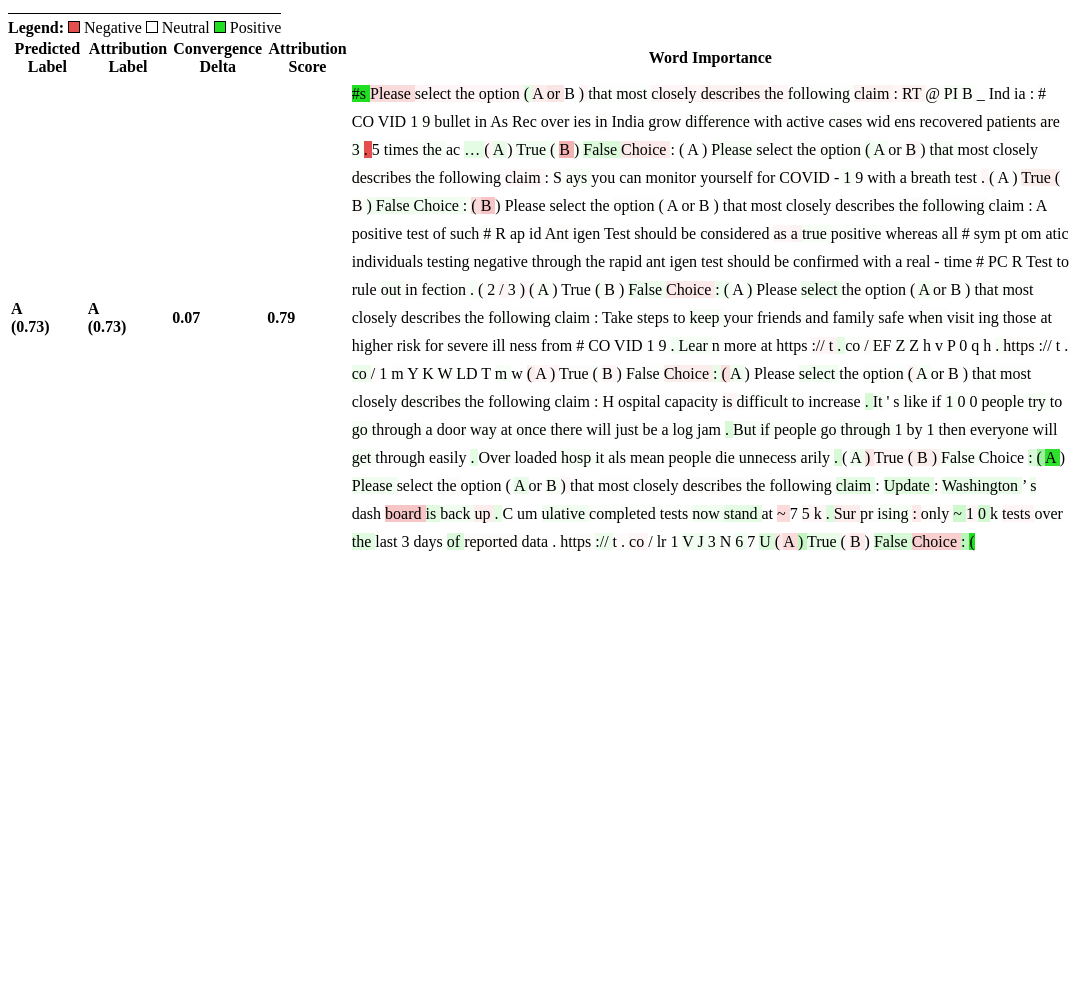 Legend: Negative Neutral Positive
Predicted Label Attribution Label Convergence Delta Attribution Score Word Importance
A (0.73) A (0.73) 0.07 0.79
#s Please select the option ( A or B ) that most closely describes the following claim : RT @ PI B _ Ind ia : #
CO VID 1 9 bullet in As Rec over ies in India grow difference with active cases wid ens recovered patients are
3 . 5 times the ac … ( A ) True ( B ) False Choice : ( A ) Please select the option ( A or B ) that most closely
describes the following claim : S ays you can monitor yourself for COVID - 1 9 with a breath test . ( A ) True (
B ) False Choice : ( B ) Please select the option ( A or B ) that most closely describes the following claim : A
positive test of such # R ap id Ant igen Test should be considered as a true positive whereas all # sym pt om atic
individuals testing negative through the rapid ant igen test should be confirmed with a real - time # PC R Test to
rule out in fection . ( 2 / 3 ) ( A ) True ( B ) False Choice : ( A ) Please select the option ( A or B ) that most
closely describes the following claim : Take steps to keep your friends and family safe when visit ing those at
higher risk for severe ill ness from # CO VID 1 9 . Lear n more at https :// t . co / EF Z Z h v P 0 q h . https :// t .
co / 1 m Y K W LD T m w ( A ) True ( B ) False Choice : ( A ) Please select the option ( A or B ) that most
closely describes the following claim : H ospital capacity is difficult to increase . It ' s like if 1 0 0 people try to
go through a door way at once there will just be a log jam . But if people go through 1 by 1 then everyone will
get through easily . Over loaded hosp it als mean people die unnecess arily . ( A ) True ( B ) False Choice : ( A )
Please select the option ( A or B ) that most closely describes the following claim : Update : Washington ’ s
dash board is back up . C um ulative completed tests now stand at ~ 7 5 k . Sur pr ising : only ~ 1 0 k tests over
the last 3 days of reported data . https :// t . co / lr 1 V J 3 N 6 7 U ( A ) True ( B ) False Choice : (